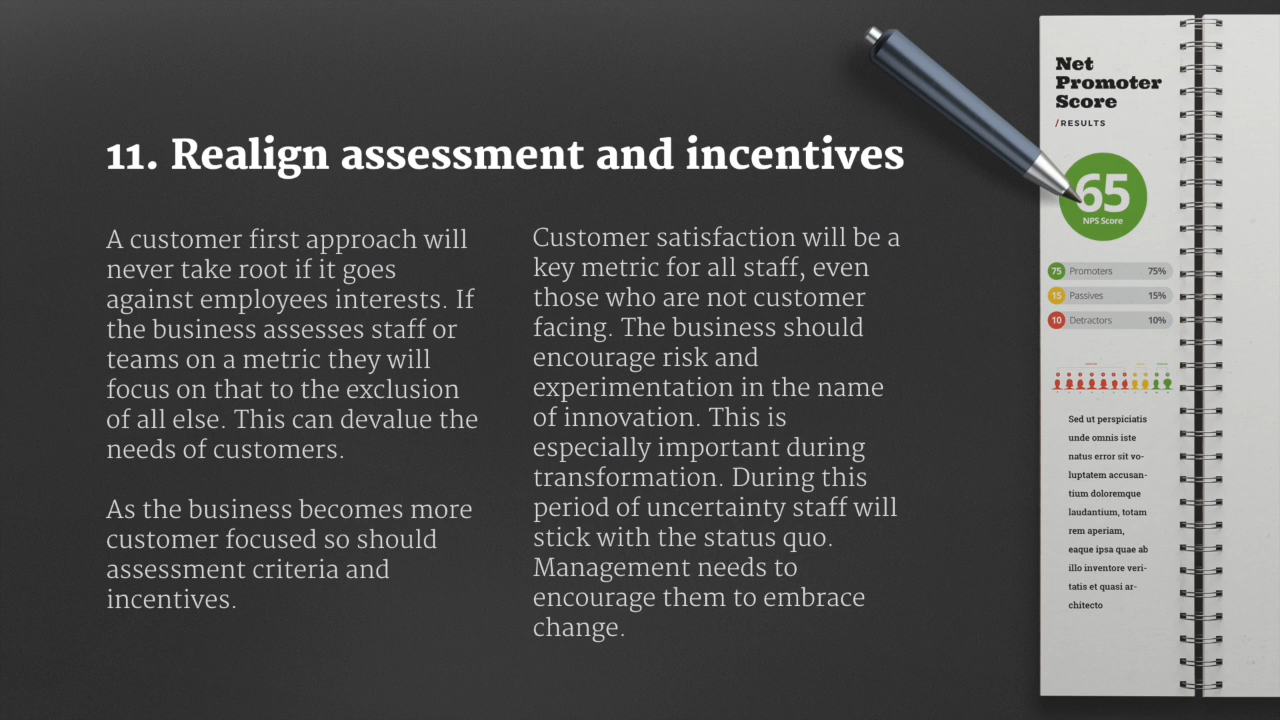 11. Realign assessment and incentives
A customer first approach will
never take root if it goes
against employees interests. If
the business assesses staff or
teams on a metric they will
focus on that to the exclusion
of all else. This can devalue the
needs of customers.
As the business becomes more
customer focused so should
assessment criteria and
incentives.
Customer satisfaction will be a
key metric for all staff, even
those who are not customer
facing. The business should
encourage risk and
experimentation in the name
of innovation. This is
especially important during
transformation. During this
period of uncertainty staff will
stick with the status quo.
Management needs to
encourage them to embrace
change.
Net
Promoter
Score
/RESULTS
65
NPS Score
75 Promoters 75%
15 Passives 15%
10 Detractors 10%
Sed ut perspiciatis
unde omnis iste
natus error sit vo-
luptatem accusan-
tium doloremque
laudantium, totam
rem aperiam,
eaque ipsa quae ab
illo inventore veri-
tatis et quasi ar-
chitecto